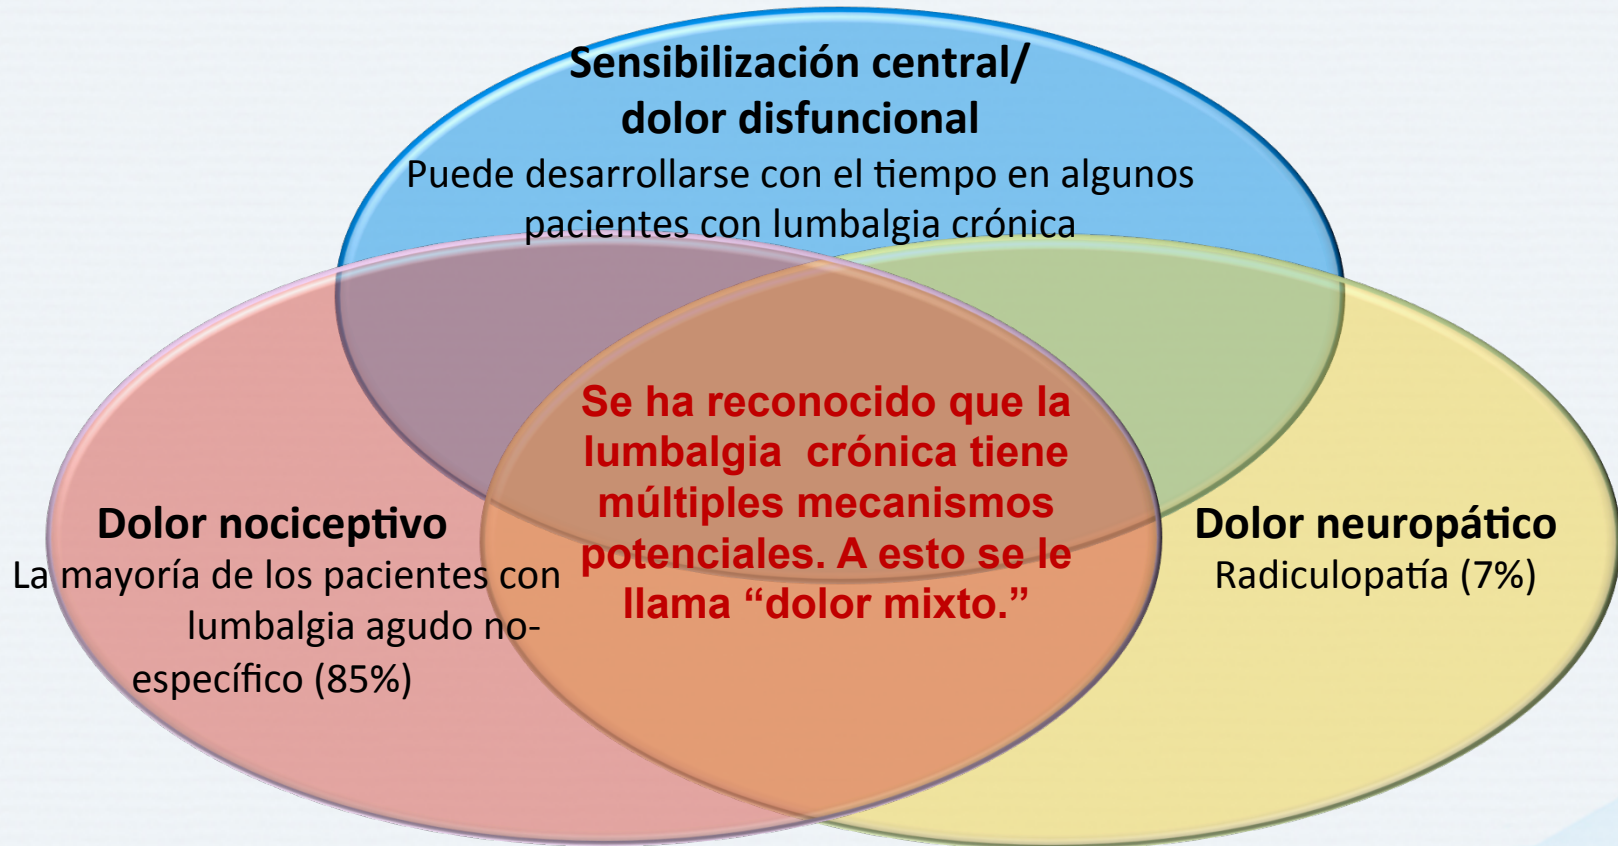 Sensibilización central/
dolor disfuncional
Puede desarrollarse con el tiempo en algunos
pacientes con lumbalgia crónica
Dolor nociceptivo
La mayoría de los pacientes con
lumbalgia agudo no-
específico (85%)
Se ha reconocido que la
lumbalgia  crónica tiene
múltiples mecanismos
potenciales. A esto se le
llama “dolor mixto.”
Dolor neuropático
Radiculopatía (7%)